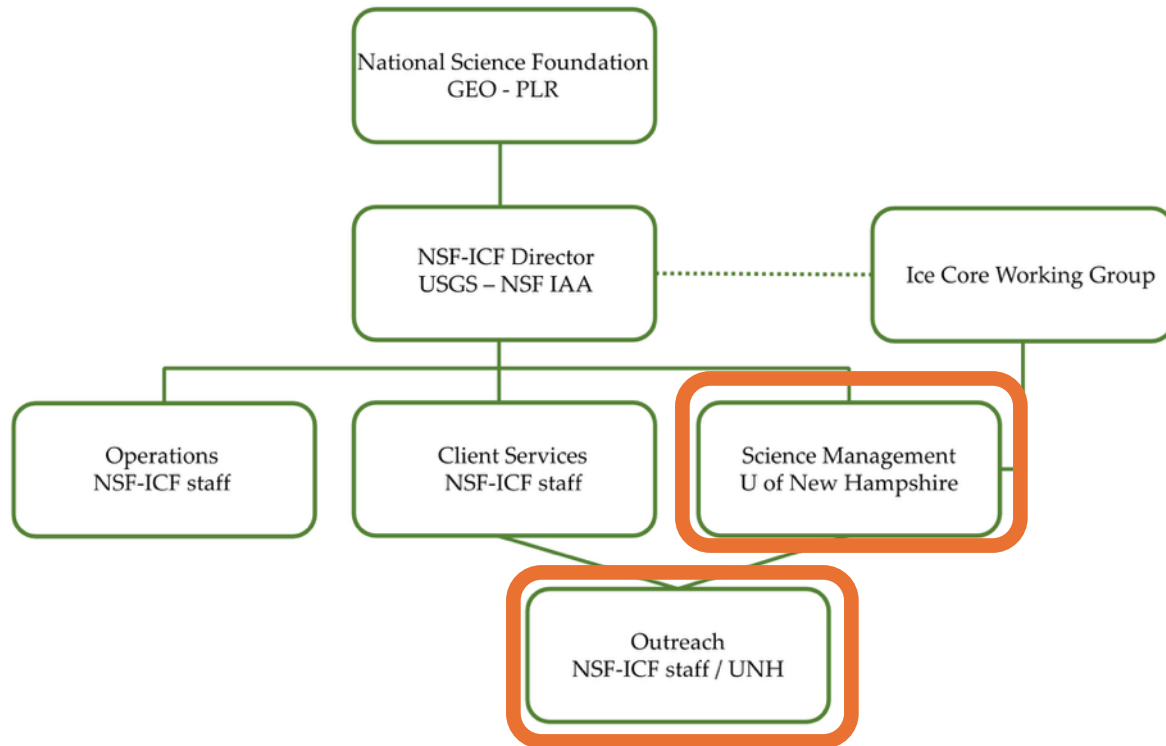 National Science Foundation
GEO - PLR
NSF-ICF Director
USGS – NSF IAA
Ice Core Working Group
Operations
NSF-ICF staff
Client Services
NSF-ICF staff
Science Management
U of New Hampshire
Outreach
NSF-ICF staff / UNH